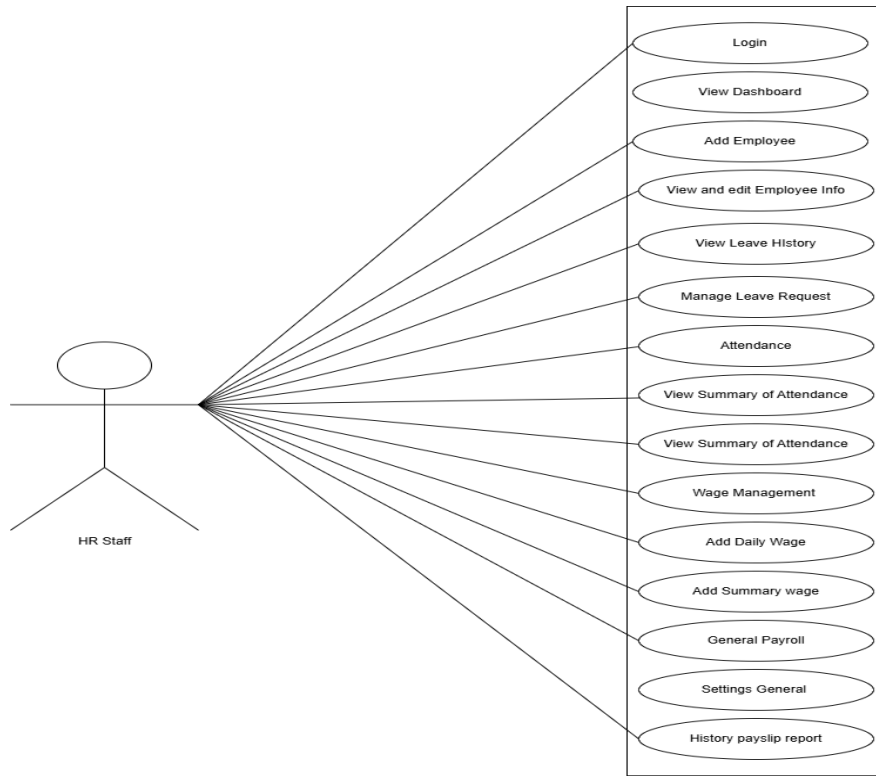 Login
View Dashboard
Add Employee
View and edit Employee Info
View Leave HIstory
Manage Leave Request
Attendance
View Summary of Attendance
View Summary of Attendance
Wage Management
Add Daily Wage
Add Summary wage
General Payroll
Settings General
History payslip report
HR Staff